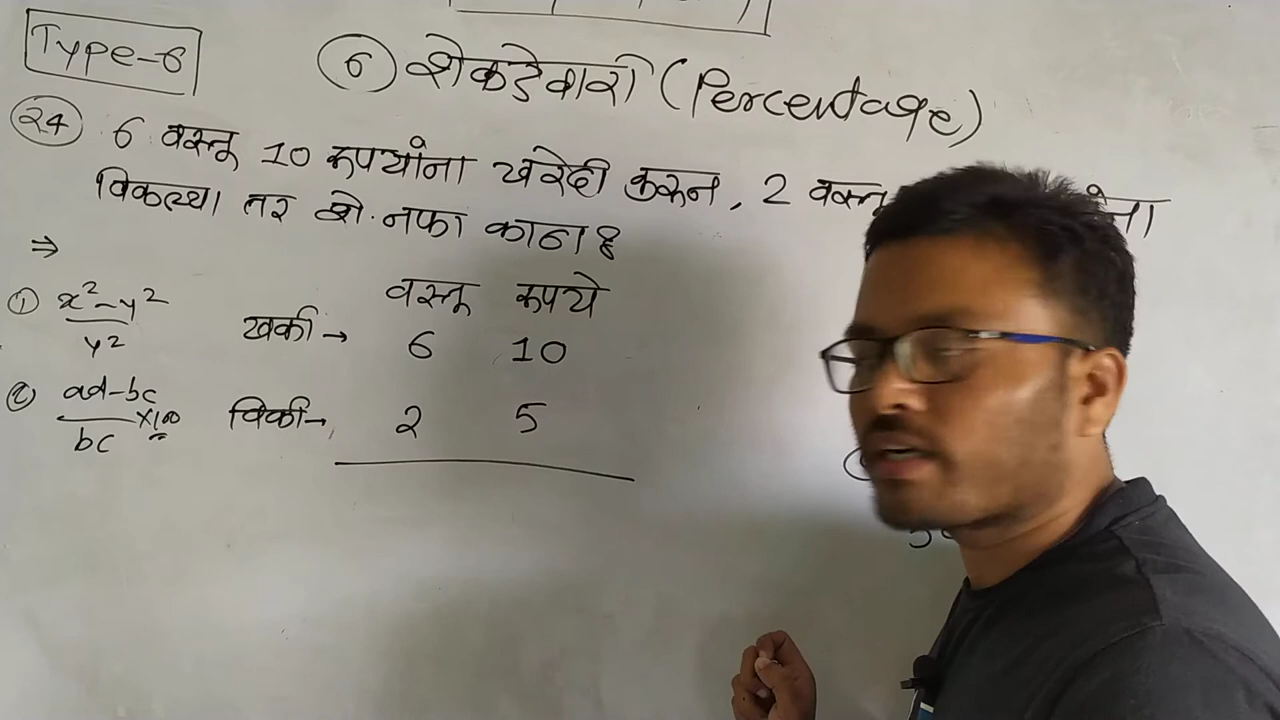 Type-6
6 शेकडेवारी (Percentage)
24 6 वस्तू 10 रुपयांना खरेदी करून, 2 वस्तू
विकल्या तर शे. नफा काढा?
⇒
वस्तू रुपये
① x²-y² / y²
खकीं → 6 10
② ad-bc / bc ×100
विकीं → 2 5